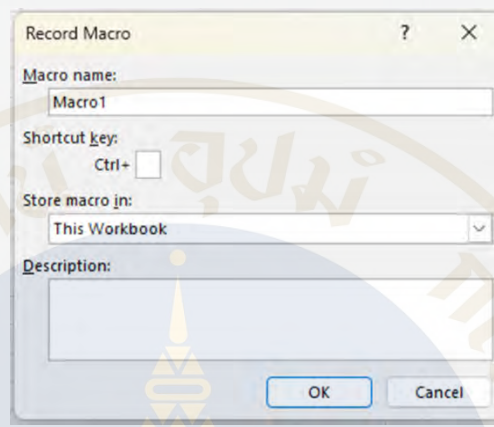 Record Macro ? ×
Macro name:
Macro1
Shortcut key:
Ctrl+
Store macro in:
This Workbook
Description:
OK Cancel